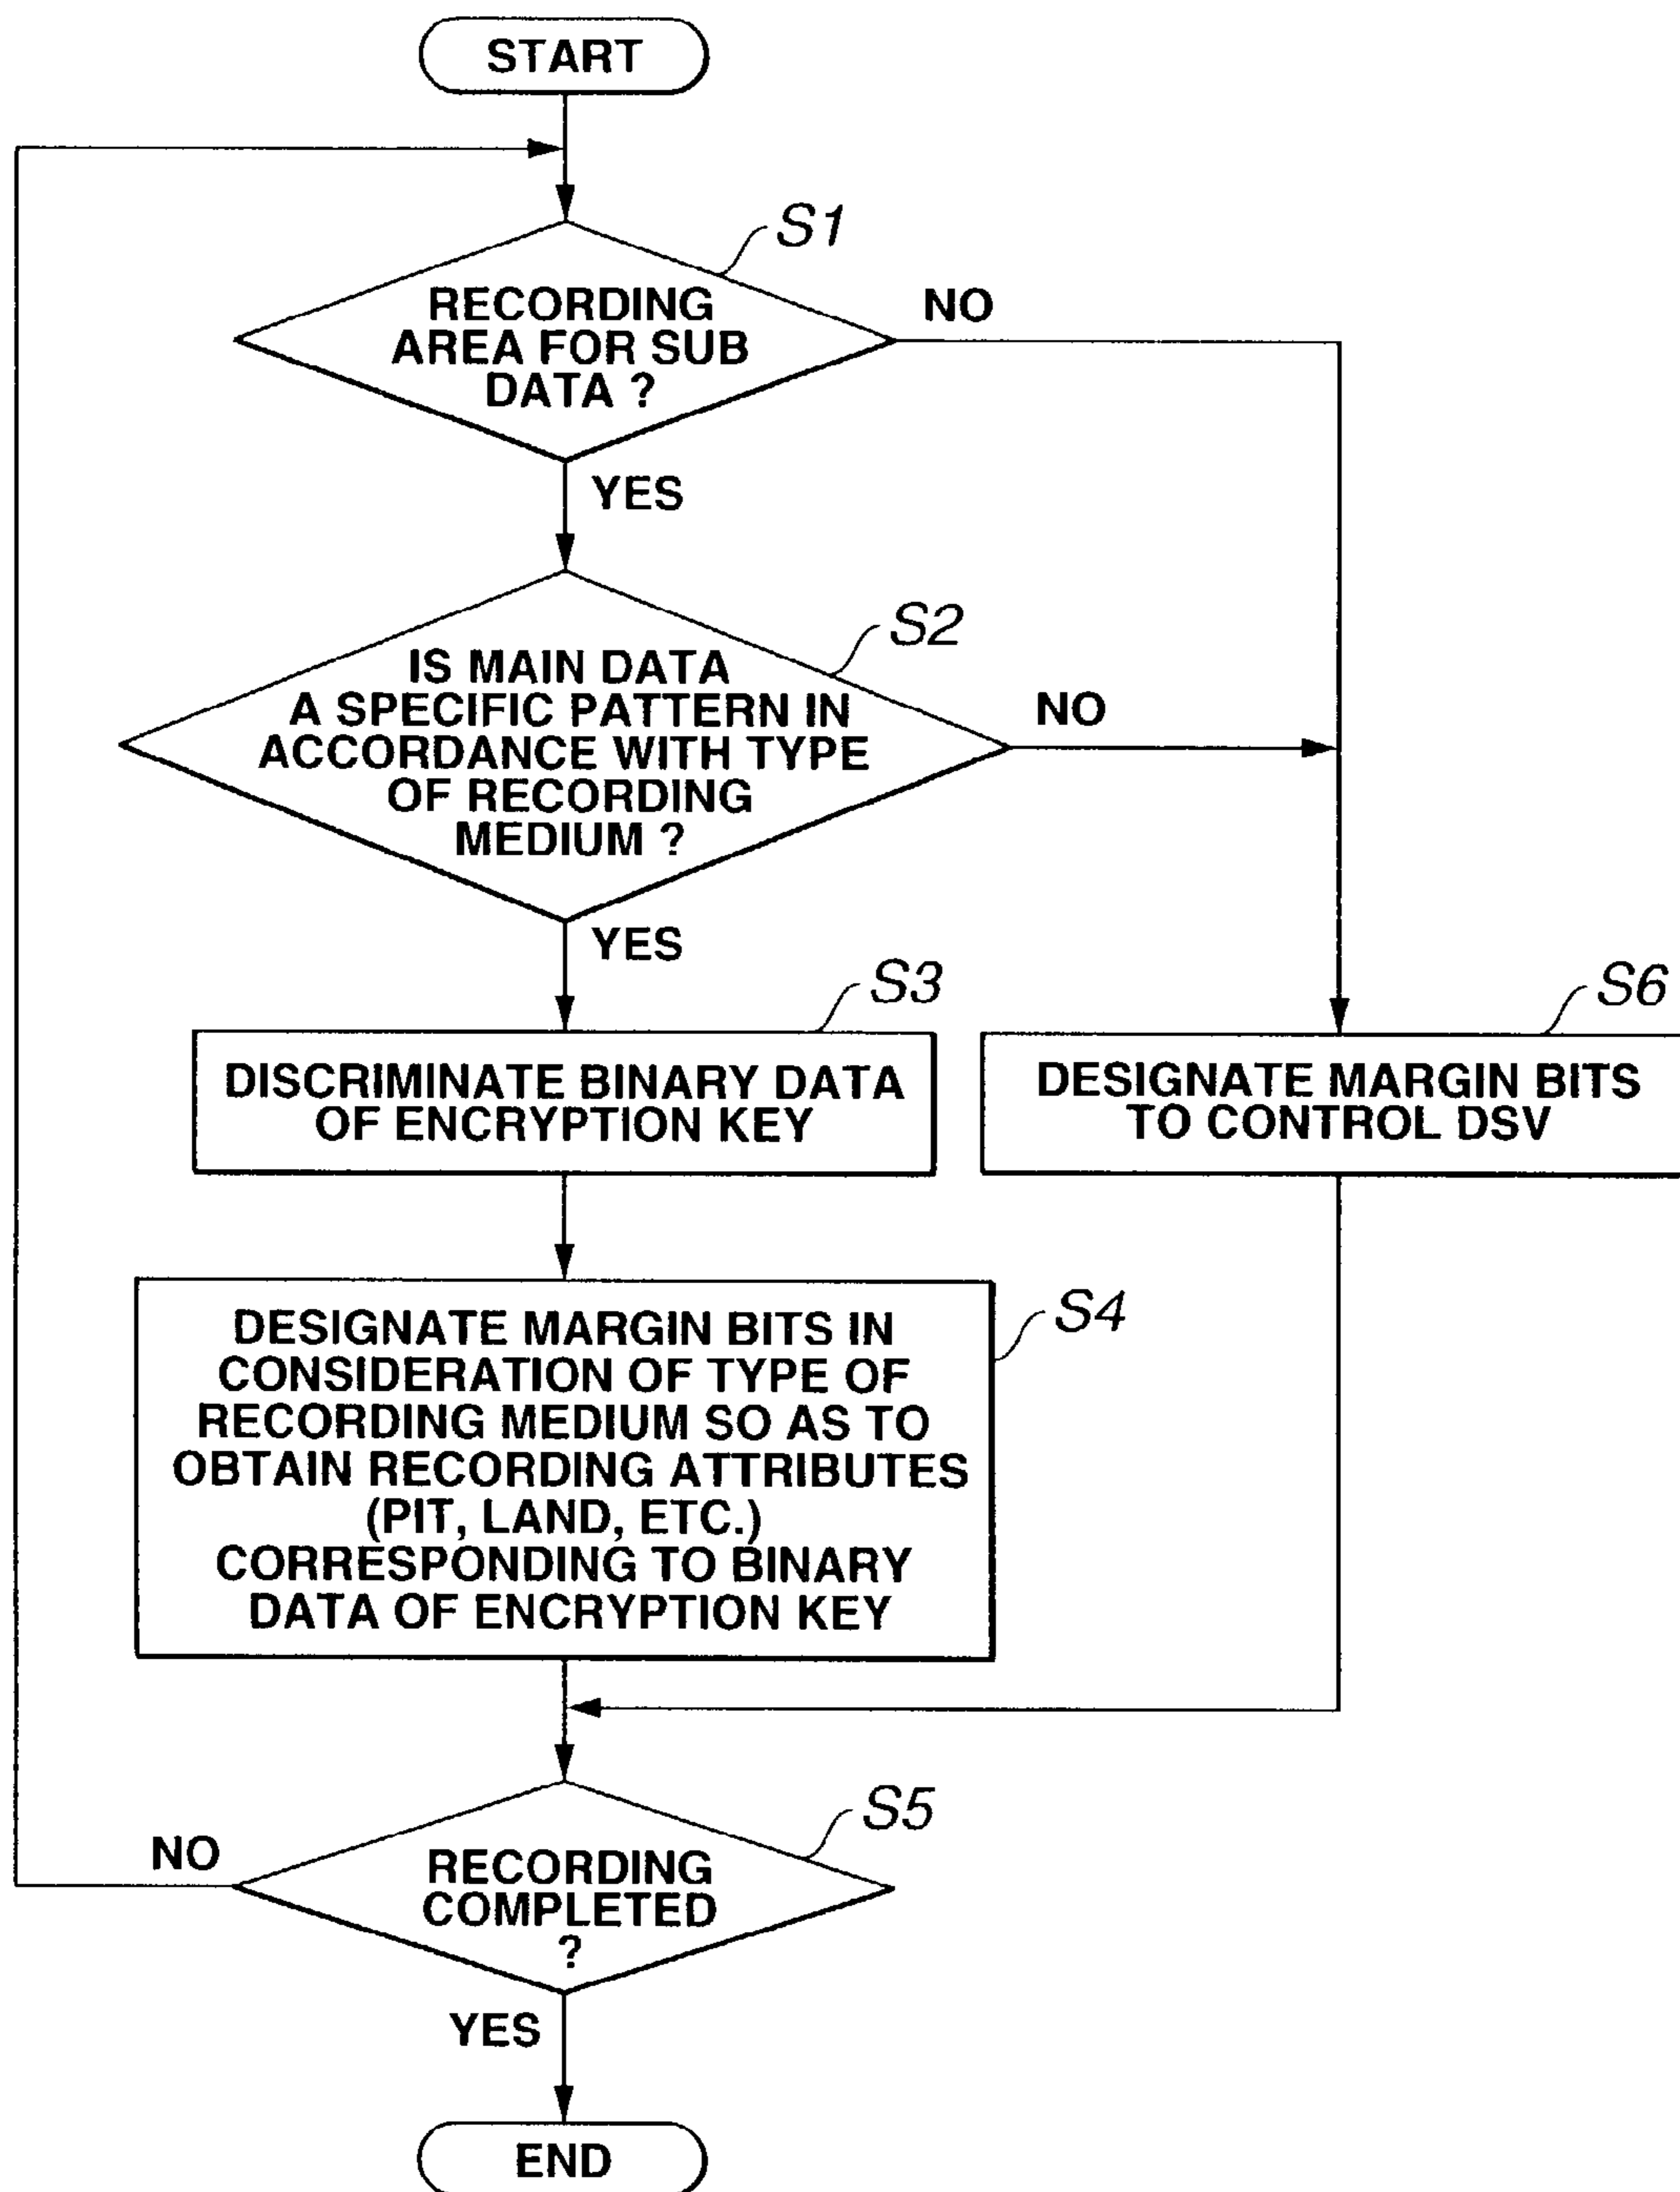 START
S1
RECORDING
AREA FOR SUB
DATA ?
NO
YES
S2
IS MAIN DATA
A SPECIFIC PATTERN IN
ACCORDANCE WITH TYPE
OF RECORDING
MEDIUM ?
NO
YES
S3
DISCRIMINATE BINARY DATA
OF ENCRYPTION KEY
S6
DESIGNATE MARGIN BITS
TO CONTROL DSV
S4
DESIGNATE MARGIN BITS IN
CONSIDERATION OF TYPE OF
RECORDING MEDIUM SO AS TO
OBTAIN RECORDING ATTRIBUTES
(PIT, LAND, ETC.)
CORRESPONDING TO BINARY
DATA OF ENCRYPTION KEY
S5
NO
RECORDING
COMPLETED
?
YES
END